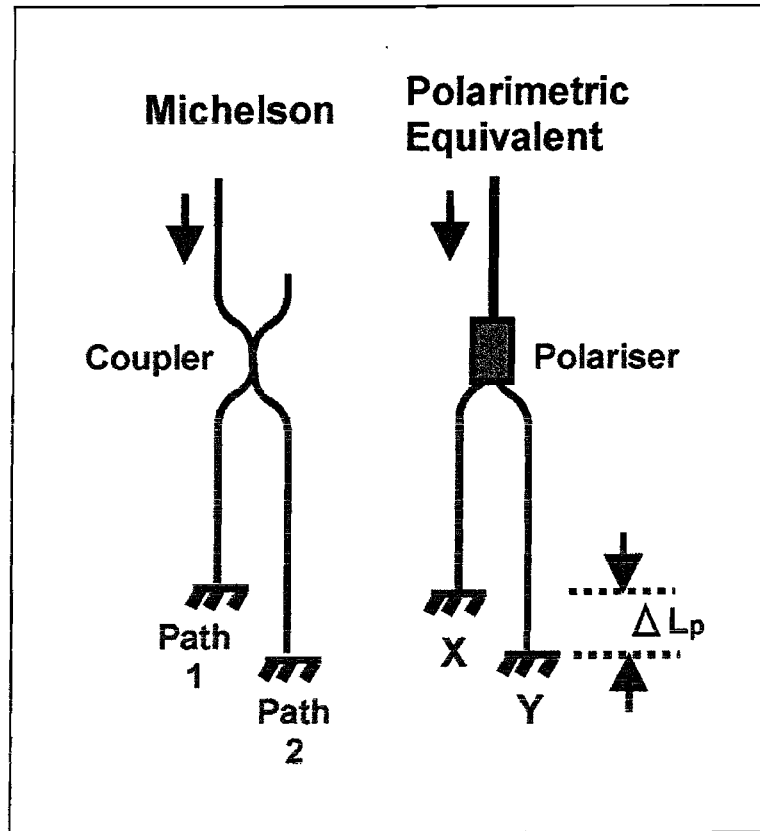 Michelson
Polarimetric
Equivalent
Coupler
Polariser
Path
1
Path
2
X
Y
Δ Lp